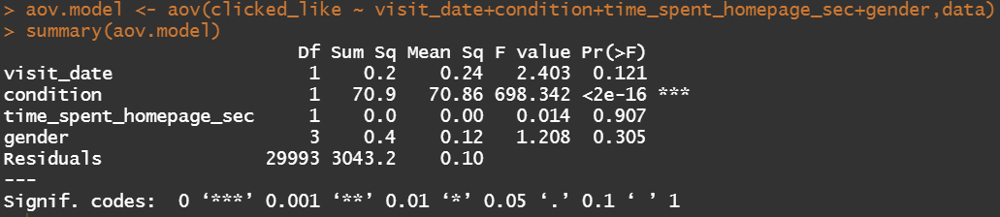 > aov.model <- aov(clicked_like ~ visit_date+condition+time_spent_homepage_sec+gender,data)
> summary(aov.model)
                           Df Sum Sq Mean Sq F value Pr(>F)
visit_date                  1    0.2    0.24   2.403  0.121
condition                   1   70.9   70.86 698.342 <2e-16 ***
time_spent_homepage_sec     1    0.0    0.00   0.014  0.907
gender                      3    0.4    0.12   1.208  0.305
Residuals               29993 3043.2    0.10
---
Signif. codes:  0 ‘***’ 0.001 ‘**’ 0.01 ‘*’ 0.05 ‘.’ 0.1 ‘ ’ 1